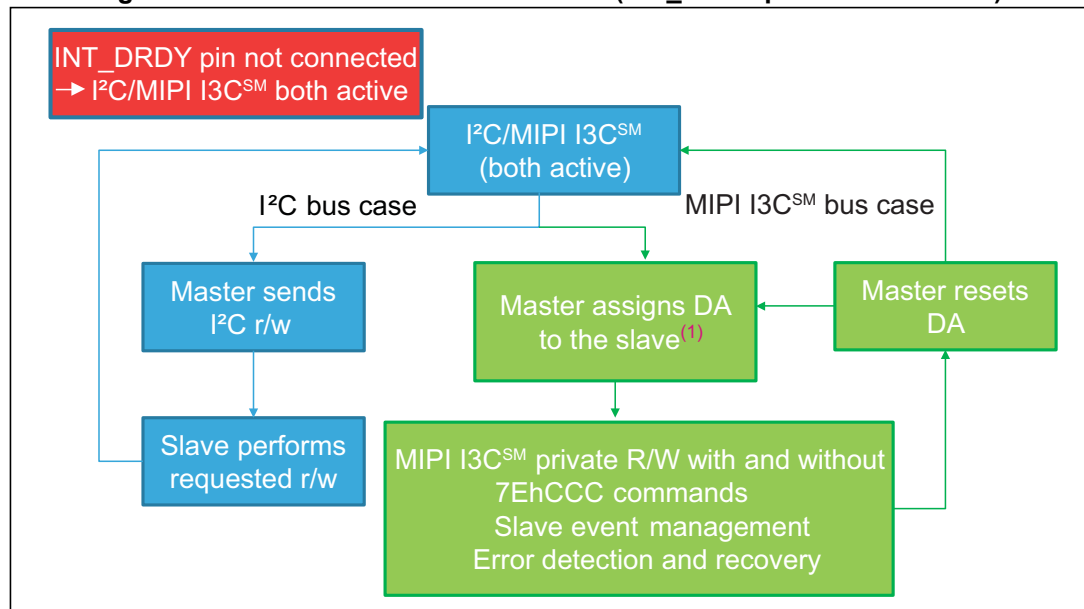 INT_DRDY pin not connected
→ I²C/MIPI I3Cˢᴹ both active
I²C/MIPI I3Cˢᴹ
(both active)
I²C bus case
MIPI I3Cˢᴹ bus case
Master sends
I²C r/w
Master assigns DA
to the slave⁽¹⁾
Master resets
DA
Slave performs
requested r/w
MIPI I3Cˢᴹ private R/W with and without
7EhCCC commands
Slave event management
Error detection and recovery